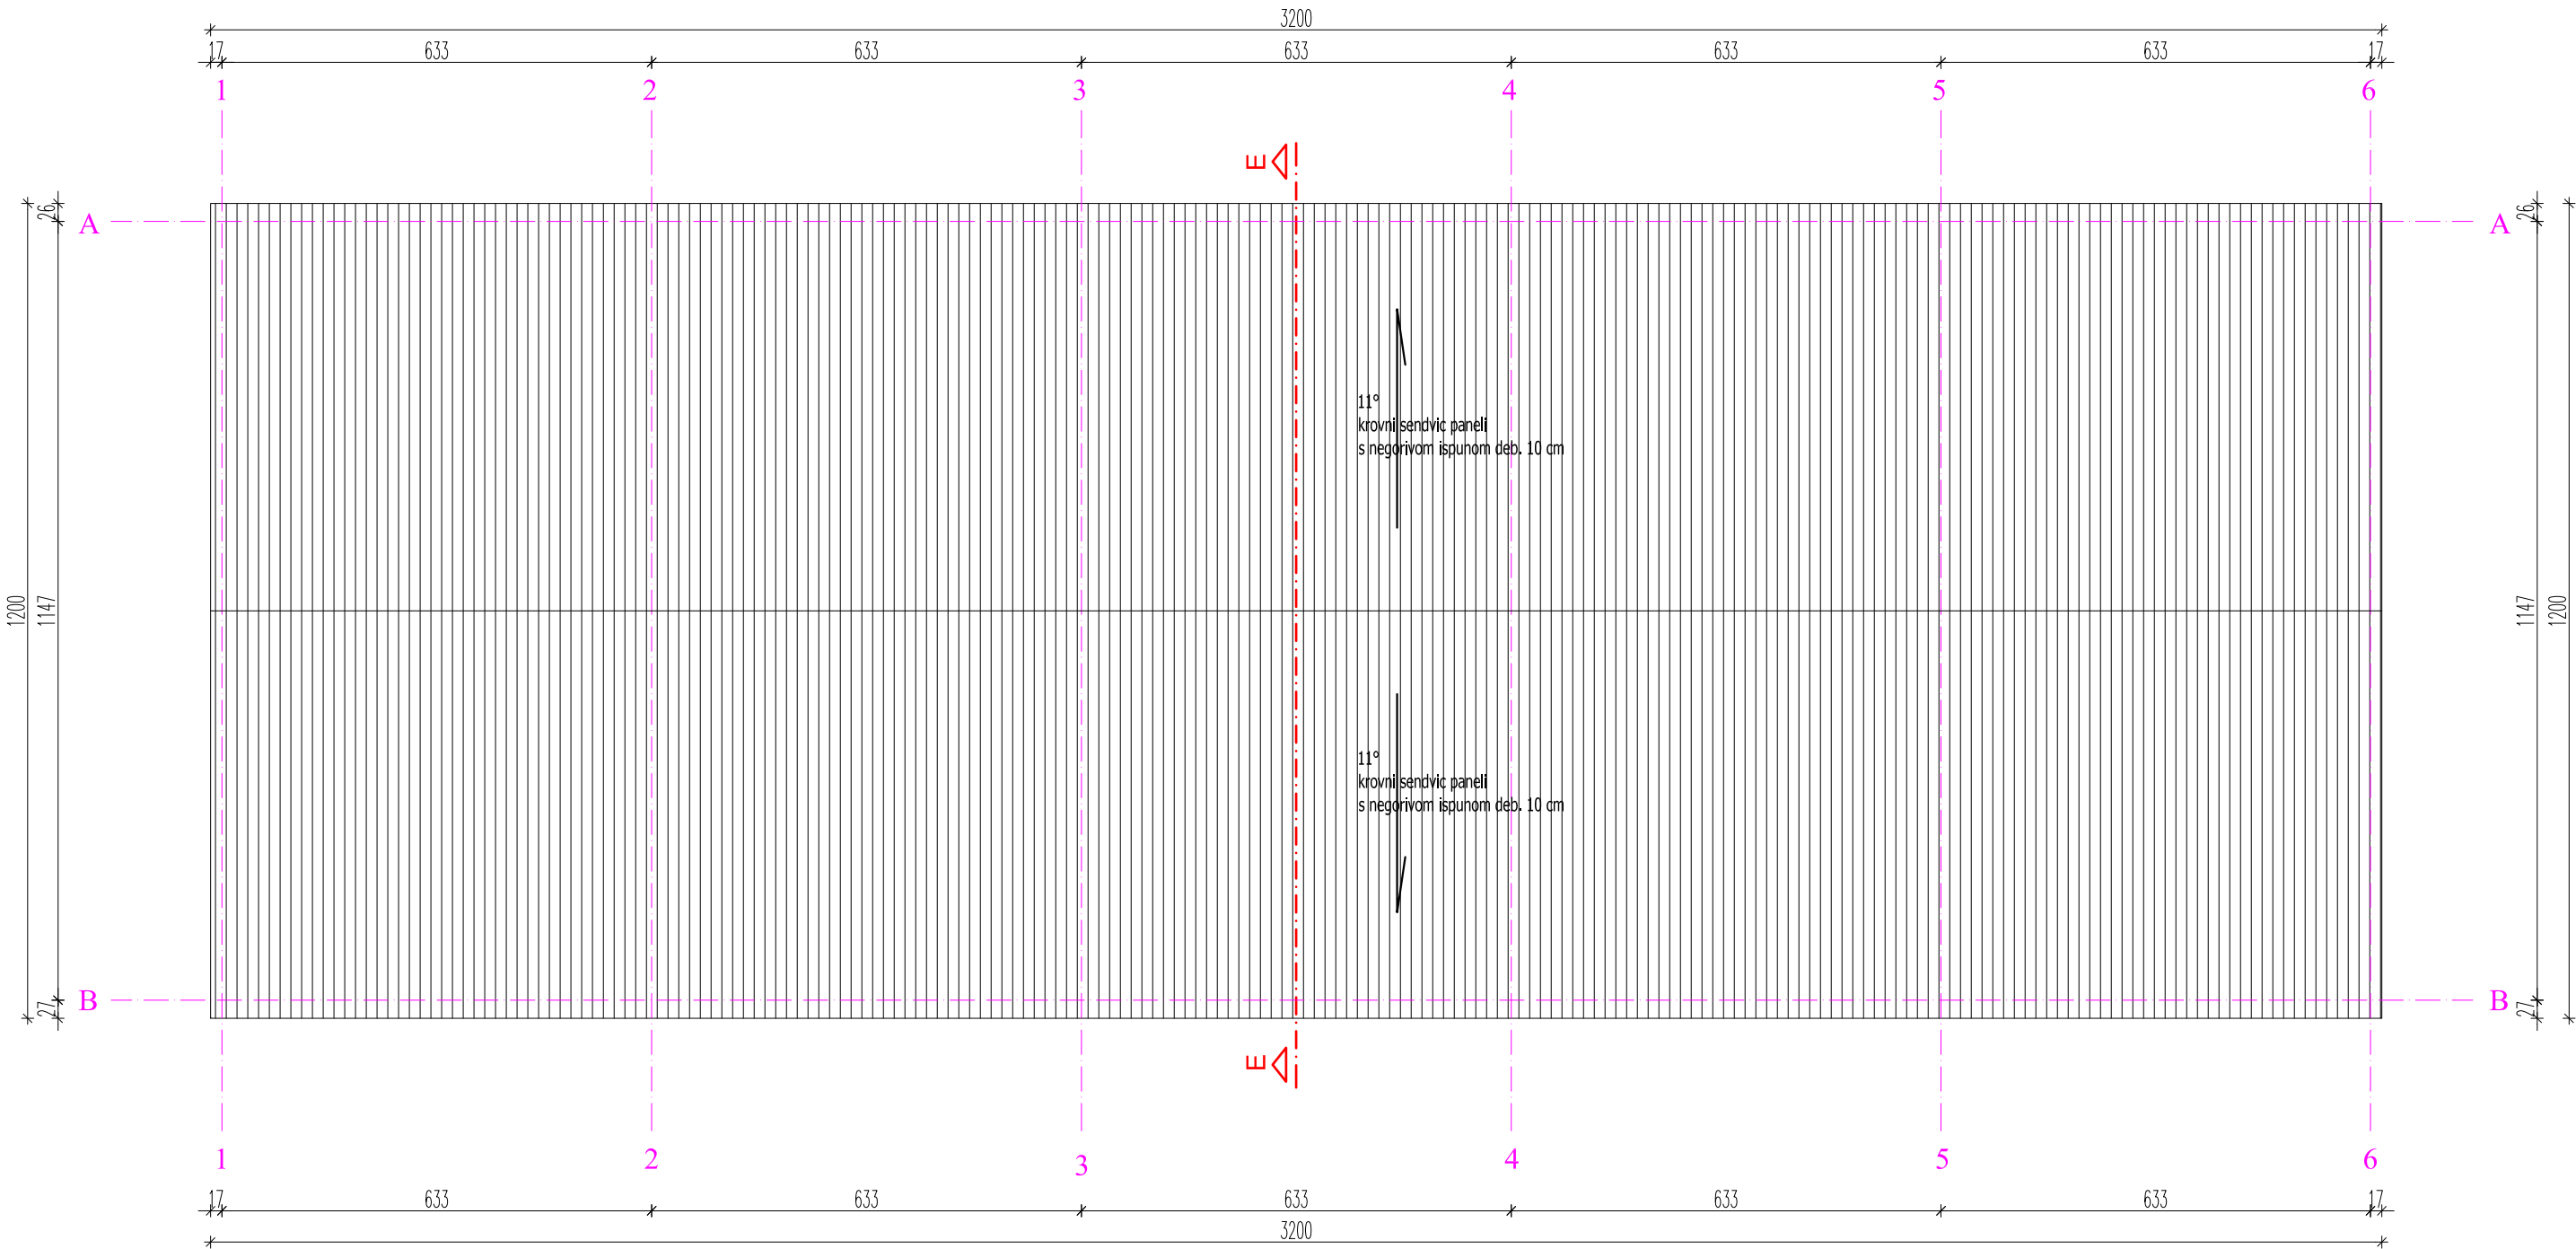 3200
17 633 633 633 633 633 17
1 2 3 4 5 6
E
26 26
A A
11°
krovni sendvic paneli
s negorivom ispunom deb. 10 cm
1200 1147 1147 1200
11°
krovni sendvic paneli
s negorivom ispunom deb. 10 cm
27 27
B B
E
1 2 3 4 5 6
17 633 633 633 633 633 17
3200